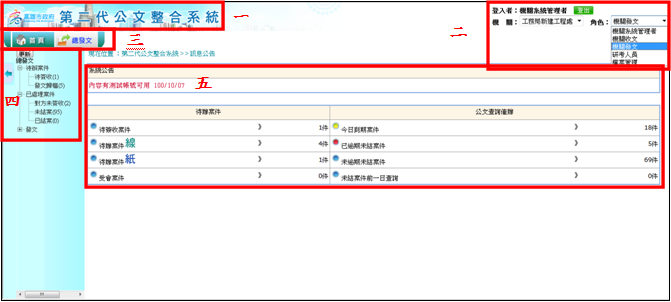 高雄市政府 第二代公文整合系統 一
二
登入者：機關系統管理者 登出
機　關： 工務局新建工程處 角色： 機關發文
機關系統管理者
機關收文
機關發文
研考人員
檔案管理
首頁 總發文 三
現在位置：第二代公文整合系統>>訊息公告
四
更新
總發文
待辦案件
待簽收(1)
發文歸檔(5)
已處理案件
對方未簽收(2)
未結案(95)
已結案(0)
發文
系統公告
五
內容有測試帳號可用 100/10/07
待辦案件 公文查詢催辦
待簽收案件 》 1件 今日到期案件 》 18件
待辦案件線 》 4件 已逾期未結案件 》 5件
待辦案件紙 》 1件 未逾期未結案件 》 69件
受會案件 》 0件 未結案件前一日查詢 》 0件